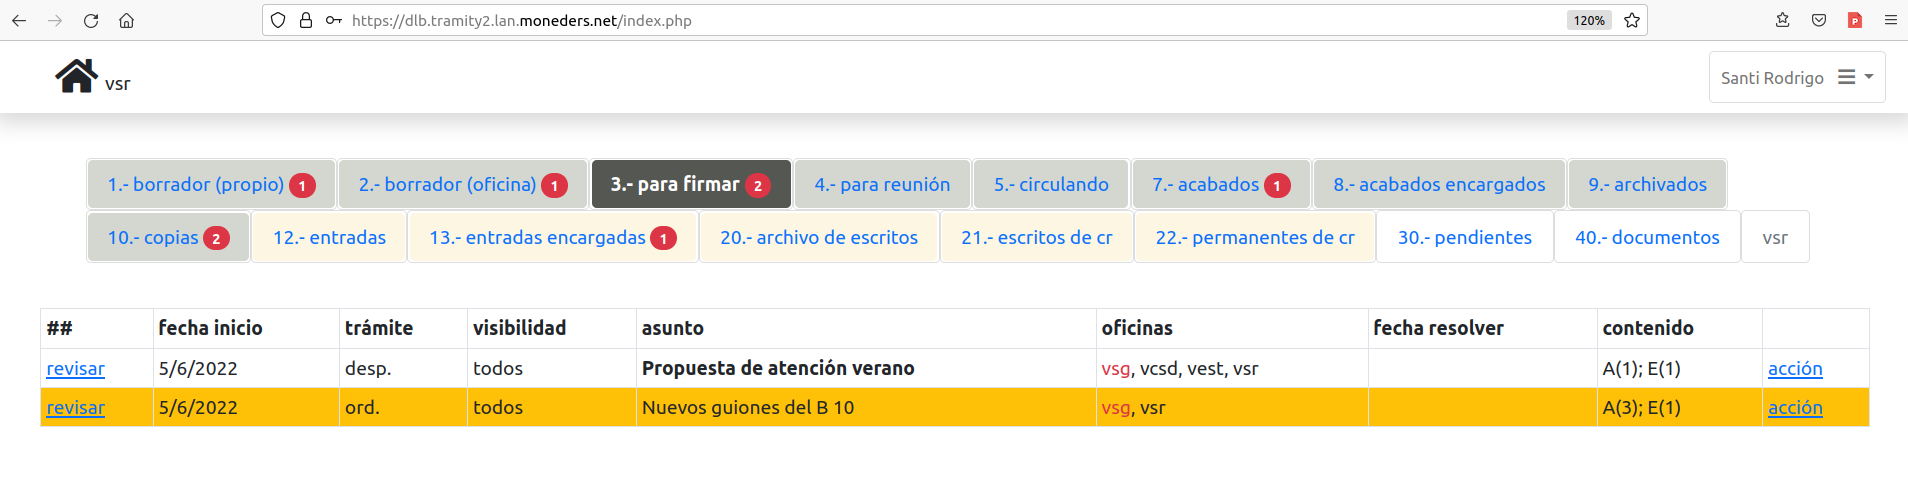 https://dlb.tramity2.lan.moneders.net/index.php 120%
vsr Santi Rodrigo
1.- borrador (propio) 1 2.- borrador (oficina) 1 3.- para firmar 2 4.- para reunión 5.- circulando 7.- acabados 1 8.- acabados encargados 9.- archivados
10.- copias 2 12.- entradas 13.- entradas encargadas 1 20.- archivo de escritos 21.- escritos de cr 22.- permanentes de cr 30.- pendientes 40.- documentos vsr
## fecha inicio trámite visibilidad asunto oficinas fecha resolver contenido
revisar 5/6/2022 desp. todos Propuesta de atención verano vsg, vcsd, vest, vsr A(1); E(1) acción
revisar 5/6/2022 ord. todos Nuevos guiones del B 10 vsg, vsr A(3); E(1) acción